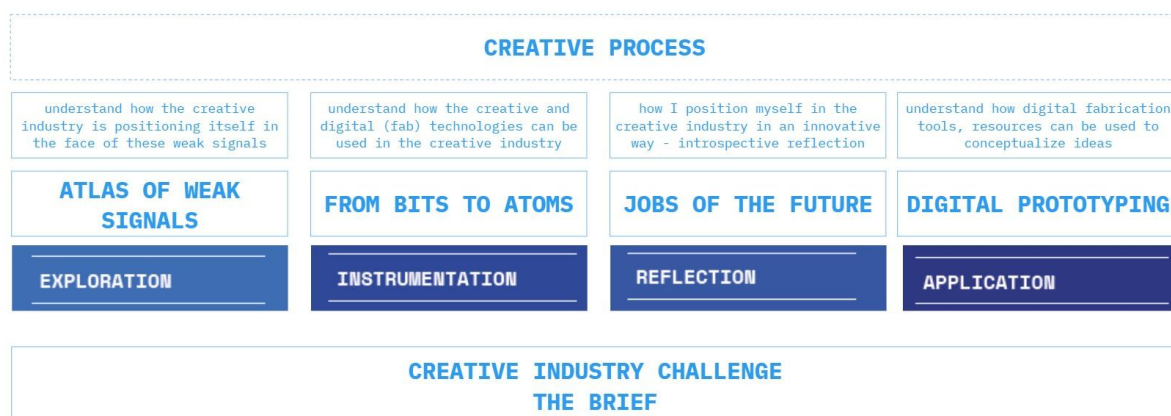 CREATIVE PROCESS
understand how the creative
industry is positioning itself in
the face of these weak signals
understand how the creative and
digital (fab) technologies can be
used in the creative industry
how I position myself in the
creative industry in an innovative
way - introspective reflection
understand how digital fabrication
tools, resources can be used to
conceptualize ideas
ATLAS OF WEAK
SIGNALS
FROM BITS TO ATOMS
JOBS OF THE FUTURE
DIGITAL PROTOTYPING
EXPLORATION
INSTRUMENTATION
REFLECTION
APPLICATION
CREATIVE INDUSTRY CHALLENGE
THE BRIEF